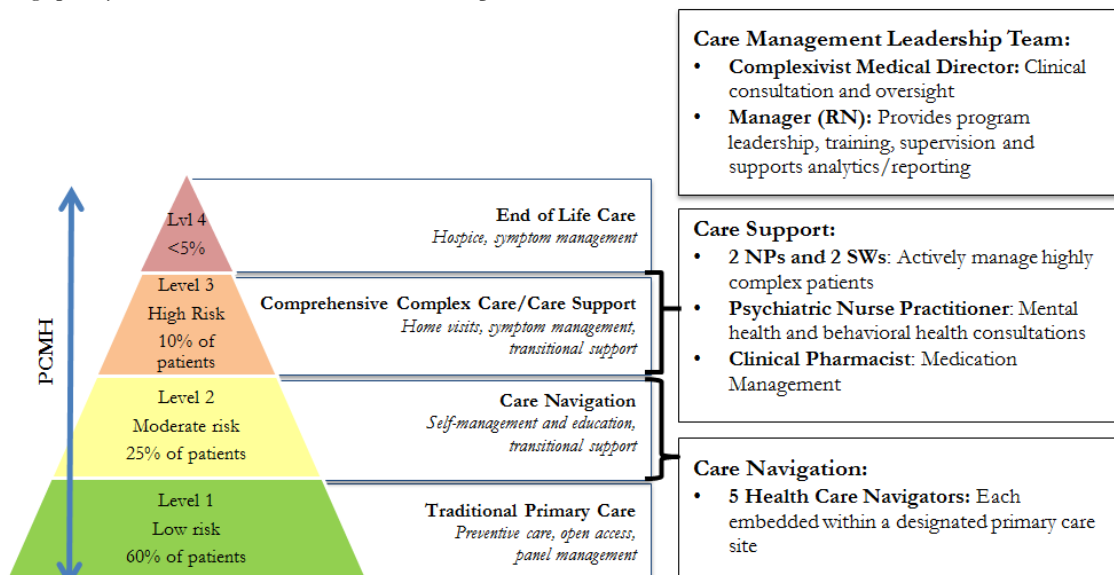 PCMH
Lvl 4
<5%
Level 3
High Risk
10% of
patients
Level 2
Moderate risk
25% of patients
Level 1
Low risk
60% of patients
End of Life Care
Hospice, symptom management
Comprehensive Complex Care/Care Support
Home visits, symptom management,
transitional support
Care Navigation
Self-management and education,
transitional support
Traditional Primary Care
Preventive care, open access,
panel management
Care Management Leadership Team:
• Complexivist Medical Director: Clinical
consultation and oversight
• Manager (RN): Provides program
leadership, training, supervision and
supports analytics/reporting
Care Support:
• 2 NPs and 2 SWs: Actively manage highly
complex patients
• Psychiatric Nurse Practitioner: Mental
health and behavioral health consultations
• Clinical Pharmacist: Medication
Management
Care Navigation:
• 5 Health Care Navigators: Each
embedded within a designated primary care
site